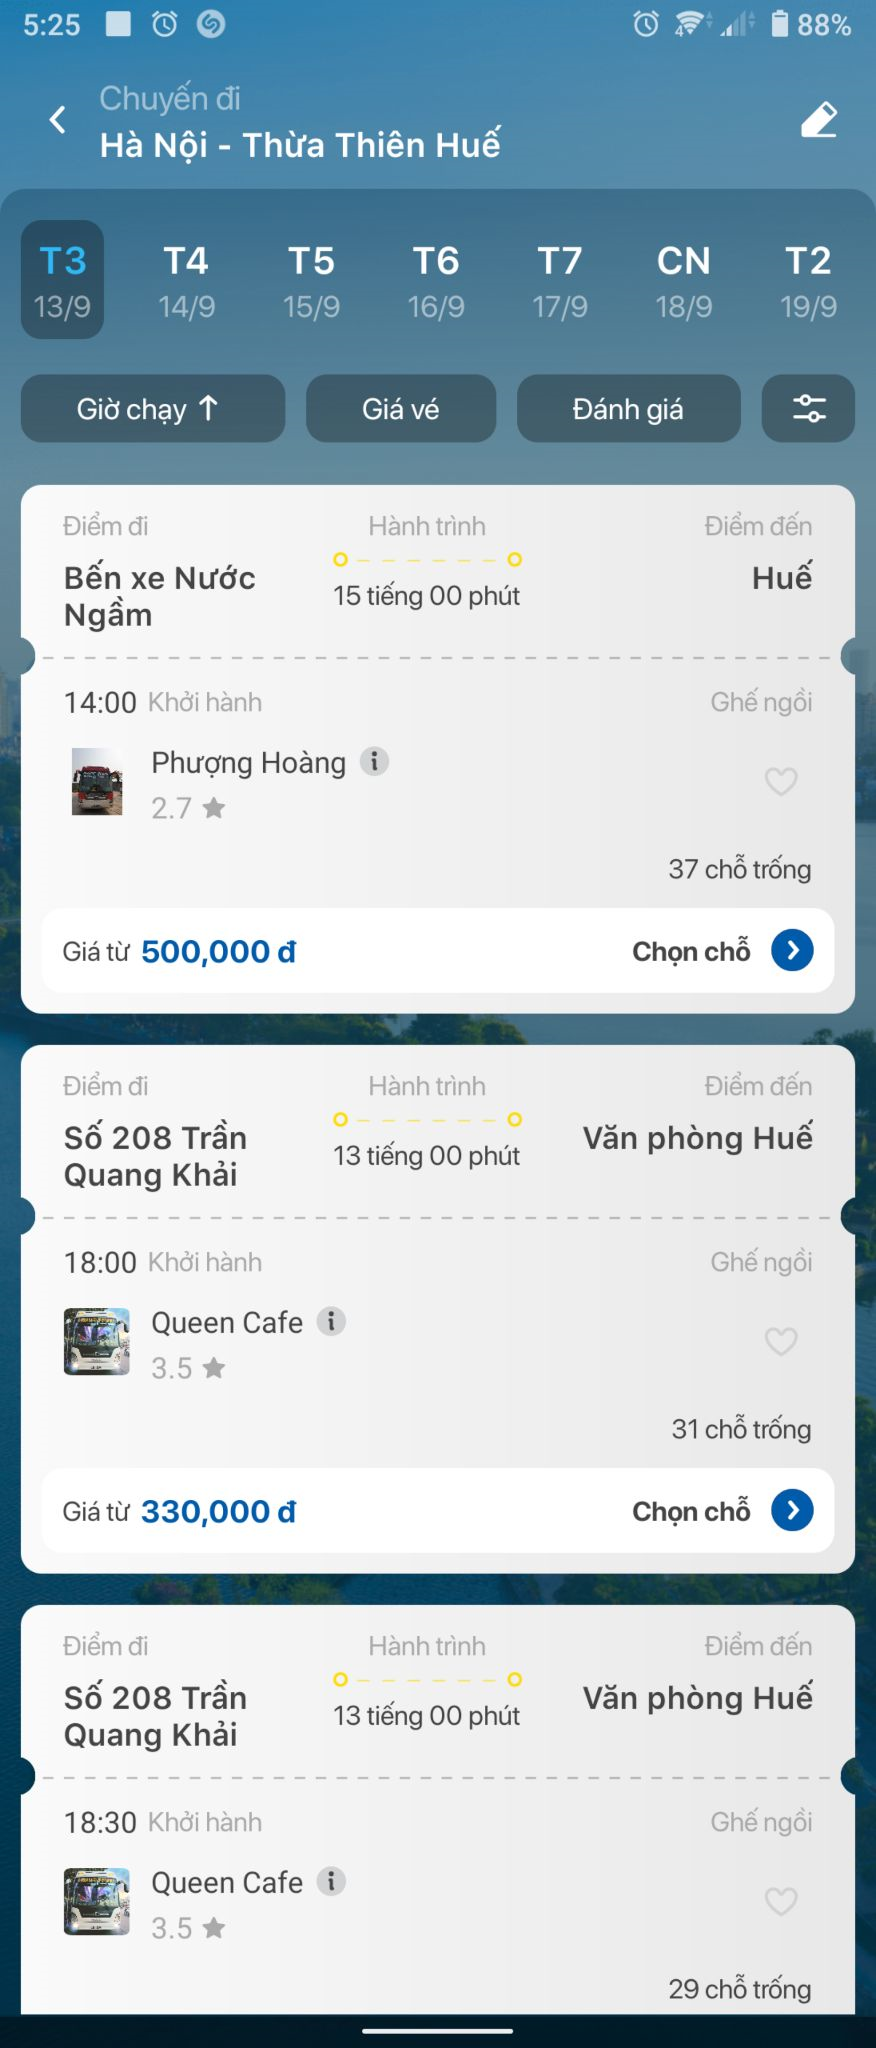 5:25
88%
Chuyến đi
Hà Nội - Thừa Thiên Huế
T3 T4 T5 T6 T7 CN T2
13/9 14/9 15/9 16/9 17/9 18/9 19/9
Giờ chạy ↑ Giá vé Đánh giá
Điểm đi Hành trình Điểm đến
Bến xe Nước Ngầm
15 tiếng 00 phút
Huế
14:00 Khởi hành Ghế ngồi
Phượng Hoàng
2.7 ★
37 chỗ trống
Giá từ 500,000 đ Chọn chỗ
Điểm đi Hành trình Điểm đến
Số 208 Trần Quang Khải
13 tiếng 00 phút
Văn phòng Huế
18:00 Khởi hành Ghế ngồi
Queen Cafe
3.5 ★
31 chỗ trống
Giá từ 330,000 đ Chọn chỗ
Điểm đi Hành trình Điểm đến
Số 208 Trần Quang Khải
13 tiếng 00 phút
Văn phòng Huế
18:30 Khởi hành Ghế ngồi
Queen Cafe
3.5 ★
29 chỗ trống